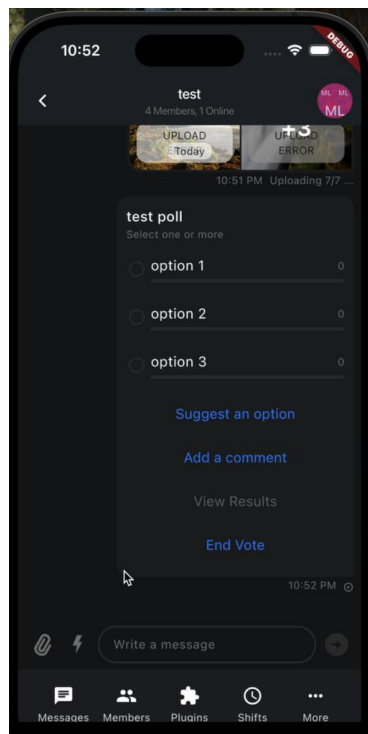 10:52
DEBUG
test
4 Members, 1 Online
ML ML
ML
UPLOAD
Today
+3
ERROR
10:51 PM Uploading 7/7 ...
test poll
Select one or more
option 1 0
option 2 0
option 3 0
Suggest an option
Add a comment
View Results
End Vote
10:52 PM
Write a message
Messages Members Plugins Shifts More